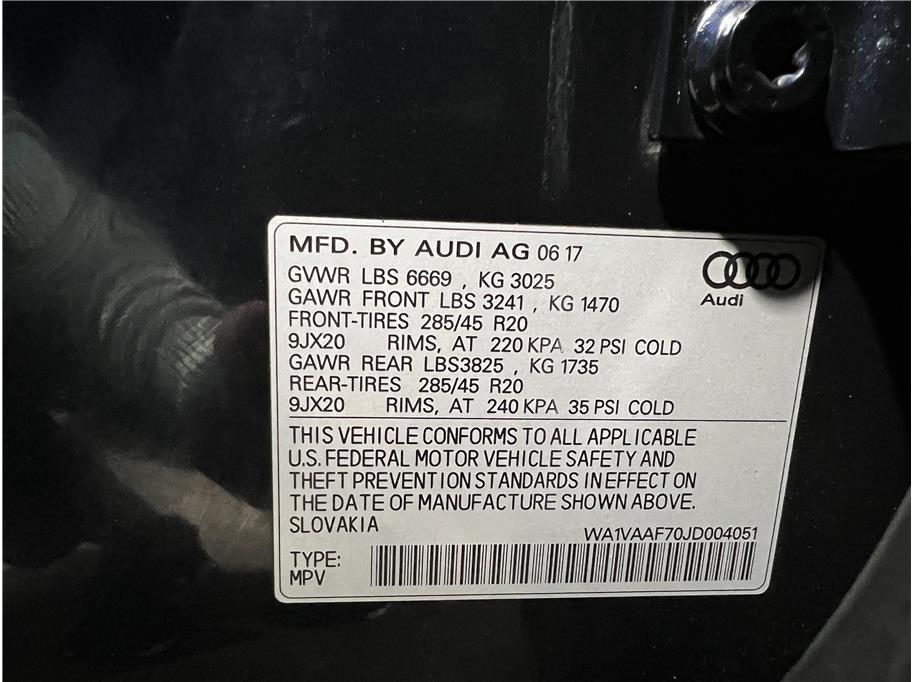 MFD. BY AUDI AG 06 17
GVWR LBS 6669 , KG 3025
GAWR FRONT LBS 3241 , KG 1470
FRONT-TIRES 285/45 R20
9JX20 RIMS, AT 220 KPA 32 PSI COLD
GAWR REAR LBS3825 , KG 1735
REAR-TIRES 285/45 R20
9JX20 RIMS, AT 240 KPA 35 PSI COLD
Audi
THIS VEHICLE CONFORMS TO ALL APPLICABLE
U.S. FEDERAL MOTOR VEHICLE SAFETY AND
THEFT PREVENTION STANDARDS IN EFFECT ON
THE DATE OF MANUFACTURE SHOWN ABOVE.
SLOVAKIA
WA1VAAF70JD004051
TYPE:
MPV